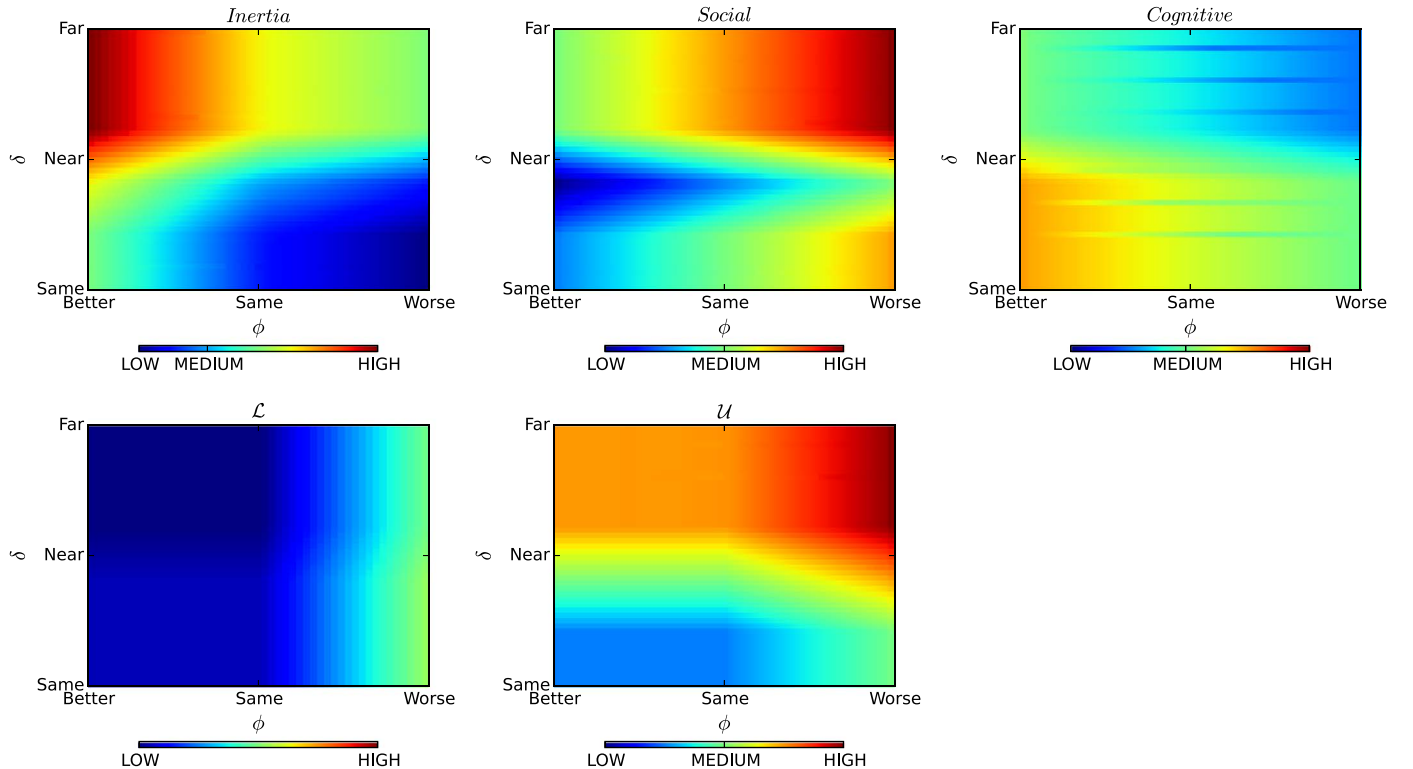 Inertia
Social
Cognitive
Far
Far
Far
δ
Near
δ
Near
δ
Near
Same
Same
Same
Better
Same
Worse
Better
Same
Worse
Better
Same
Worse
ϕ
ϕ
ϕ
LOW MEDIUM HIGH
LOW MEDIUM HIGH
LOW MEDIUM HIGH
ℒ
𝒰
Far
Far
δ
Near
δ
Near
Same
Same
Better
Same
Worse
Better
Same
Worse
ϕ
ϕ
LOW HIGH
LOW MEDIUM HIGH